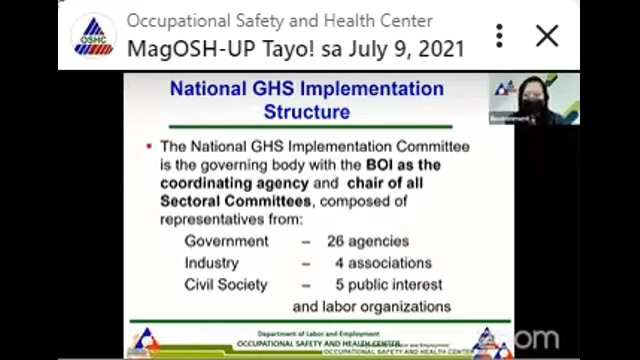 Occupational Safety and Health Center
MagOSH-UP Tayo! sa July 9, 2021
OSHC
National GHS Implementation
Structure
The National GHS Implementation Committee
is the governing body with the BOI as the
coordinating agency and chair of all
Sectoral Committees, composed of
representatives from:
Government – 26 agencies
Industry – 4 associations
Civil Society – 5 public interest
and labor organizations
Department of Labor and Employment
OCCUPATIONAL SAFETY AND HEALTH CENTER
OCCUPATIONAL SAFETY AND HEALTH CENTER
zoom